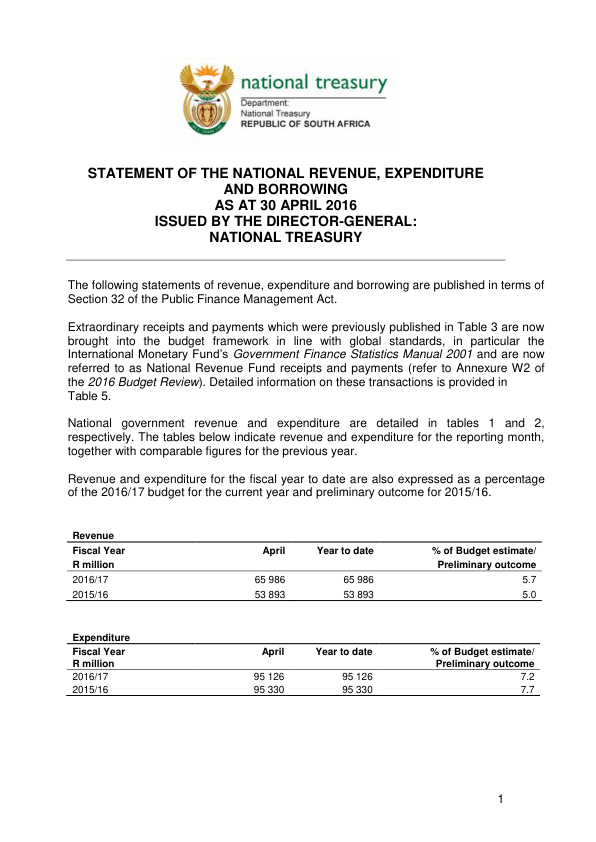 national treasury
Department:
National Treasury
REPUBLIC OF SOUTH AFRICA
STATEMENT OF THE NATIONAL REVENUE, EXPENDITURE
AND BORROWING
AS AT 30 APRIL 2016
ISSUED BY THE DIRECTOR-GENERAL:
NATIONAL TREASURY
The following statements of revenue, expenditure and borrowing are published in terms of
Section 32 of the Public Finance Management Act.
Extraordinary receipts and payments which were previously published in Table 3 are now
brought into the budget framework in line with global standards, in particular the
International Monetary Fund's Government Finance Statistics Manual 2001 and are now
referred to as National Revenue Fund receipts and payments (refer to Annexure W2 of
the 2016 Budget Review). Detailed information on these transactions is provided in
Table 5.
National government revenue and expenditure are detailed in tables 1 and 2,
respectively. The tables below indicate revenue and expenditure for the reporting month,
together with comparable figures for the previous year.
Revenue and expenditure for the fiscal year to date are also expressed as a percentage
of the 2016/17 budget for the current year and preliminary outcome for 2015/16.
Revenue
Fiscal Year April Year to date % of Budget estimate/
R million Preliminary outcome
2016/17 65 986 65 986 5.7
2015/16 53 893 53 893 5.0
Expenditure
Fiscal Year April Year to date % of Budget estimate/
R million Preliminary outcome
2016/17 95 126 95 126 7.2
2015/16 95 330 95 330 7.7
1